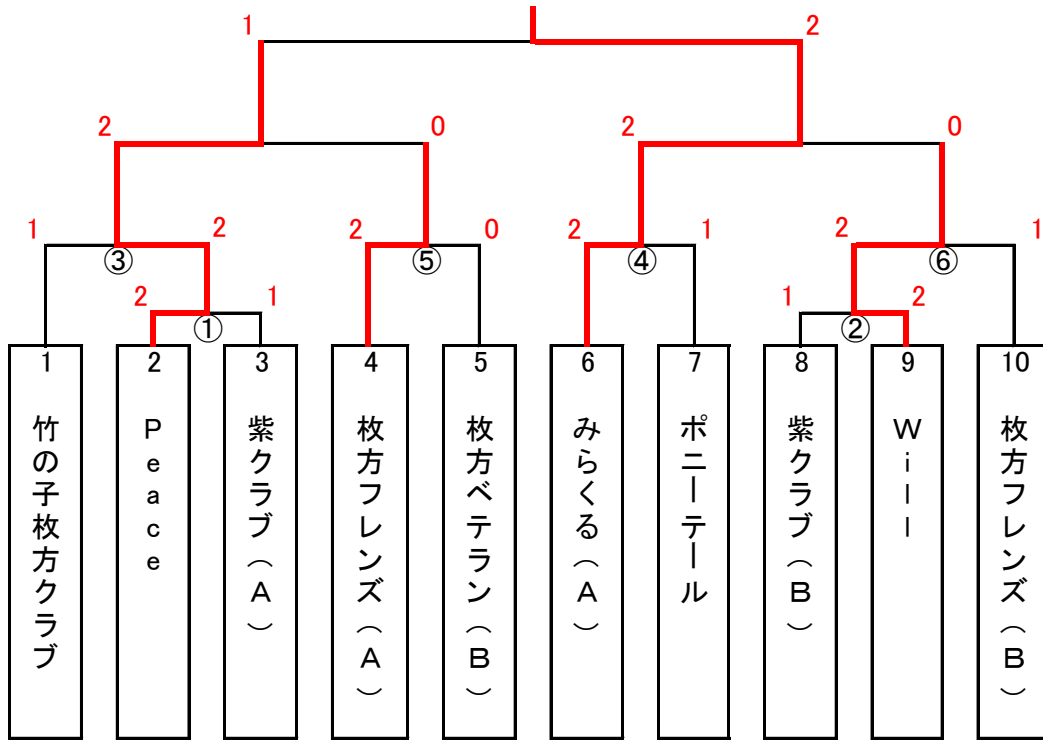 1 2
2 0 2 0
1 2 2 0 2 1 2 1
③ ⑤ ④ ⑥
2 1 1 2
① ②
1 2 3 4 5 6 7 8 9 10
竹の子枚方クラブ
Peace
紫クラブ(A)
枚方フレンズ(A)
枚方ベテラン(B)
みらくる(A)
ポニーテール
紫クラブ(B)
Will
枚方フレンズ(B)